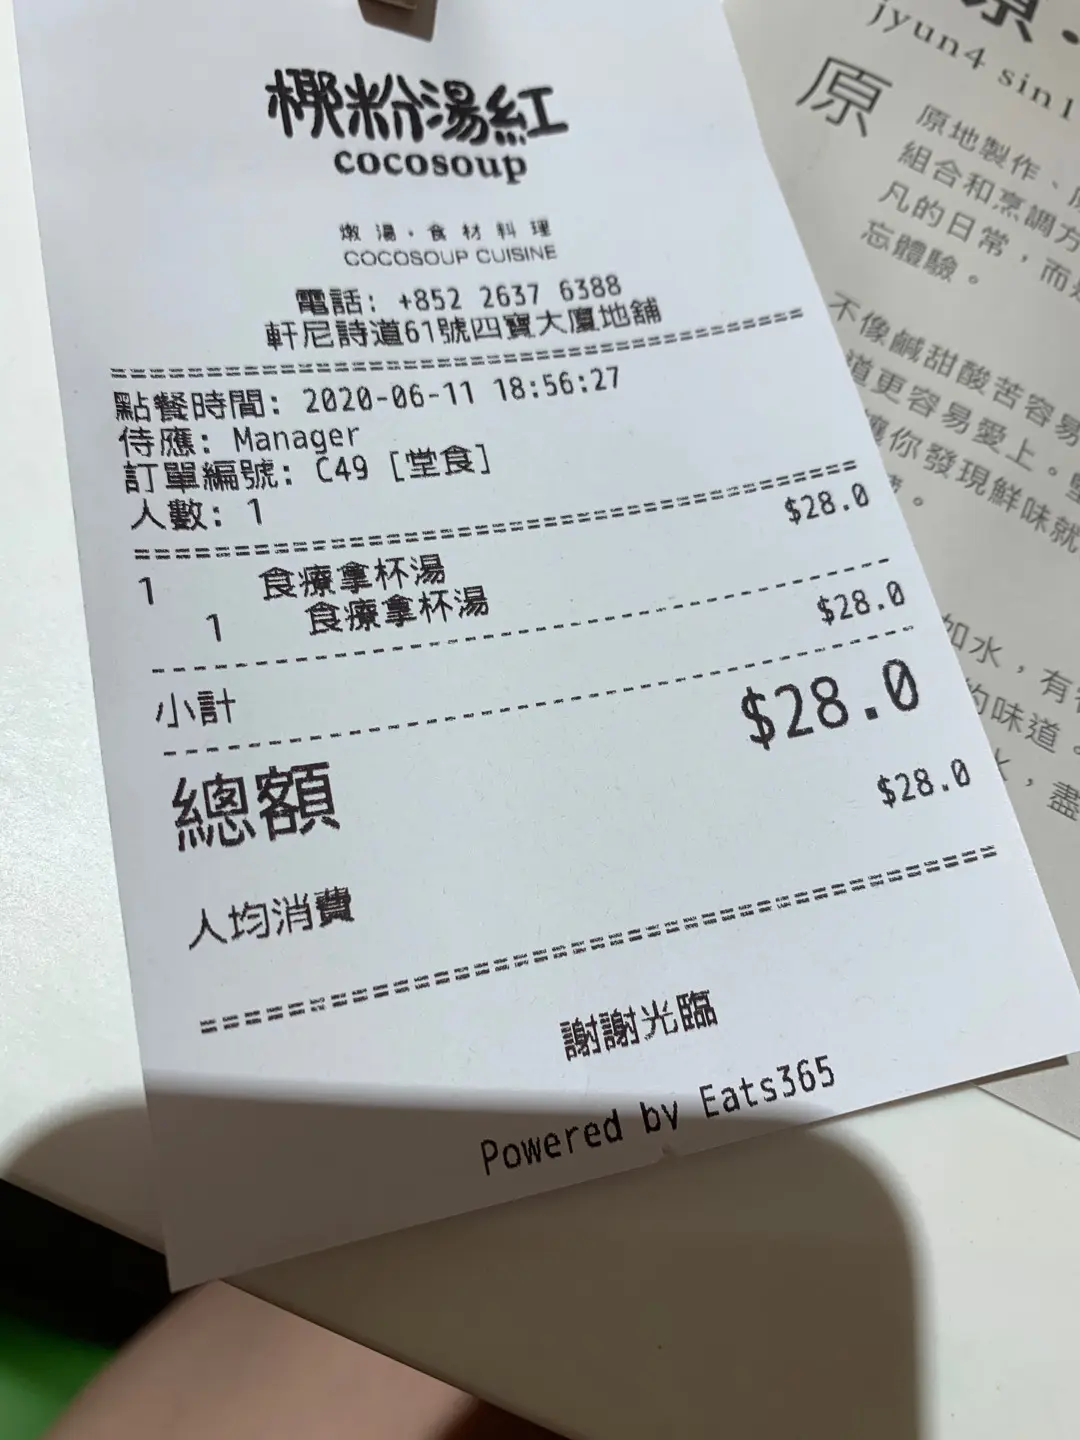 椰粉湯紅
cocosoup
燉湯·食材料理
COCOSOUP CUISINE
電話: +852 2637 6388
軒尼詩道61號四寶大廈地舖
點餐時間: 2020-06-11 18:56:27
侍應: Manager
訂單編號: C49 [堂食]
人數: 1
1 食療拿杯湯 $28.0
1 食療拿杯湯
小計 $28.0
總額 $28.0
人均消費 $28.0
謝謝光臨
Powered by Eats365
jyun4 sin1
原
原地製作、
組合和烹調方
凡的日常，而
忘體驗。
不像鹹甜酸苦容易
道更容易愛上。
你發現鮮味就
。
如水，有
的味道。
，盡